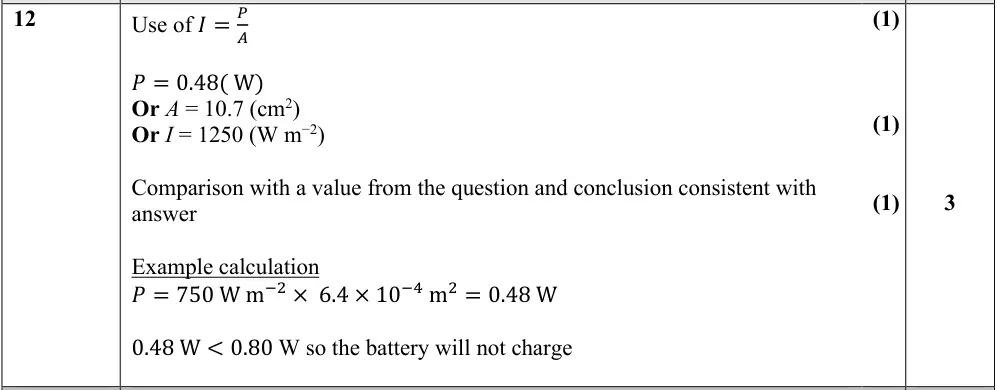 12
Use of I = P/A (1)
P = 0.48( W)
Or A = 10.7 (cm²)
Or I = 1250 (W m⁻²) (1)
Comparison with a value from the question and conclusion consistent with
answer (1) 3
Example calculation
P = 750 W m⁻² × 6.4 × 10⁻⁴ m² = 0.48 W
0.48 W < 0.80 W so the battery will not charge